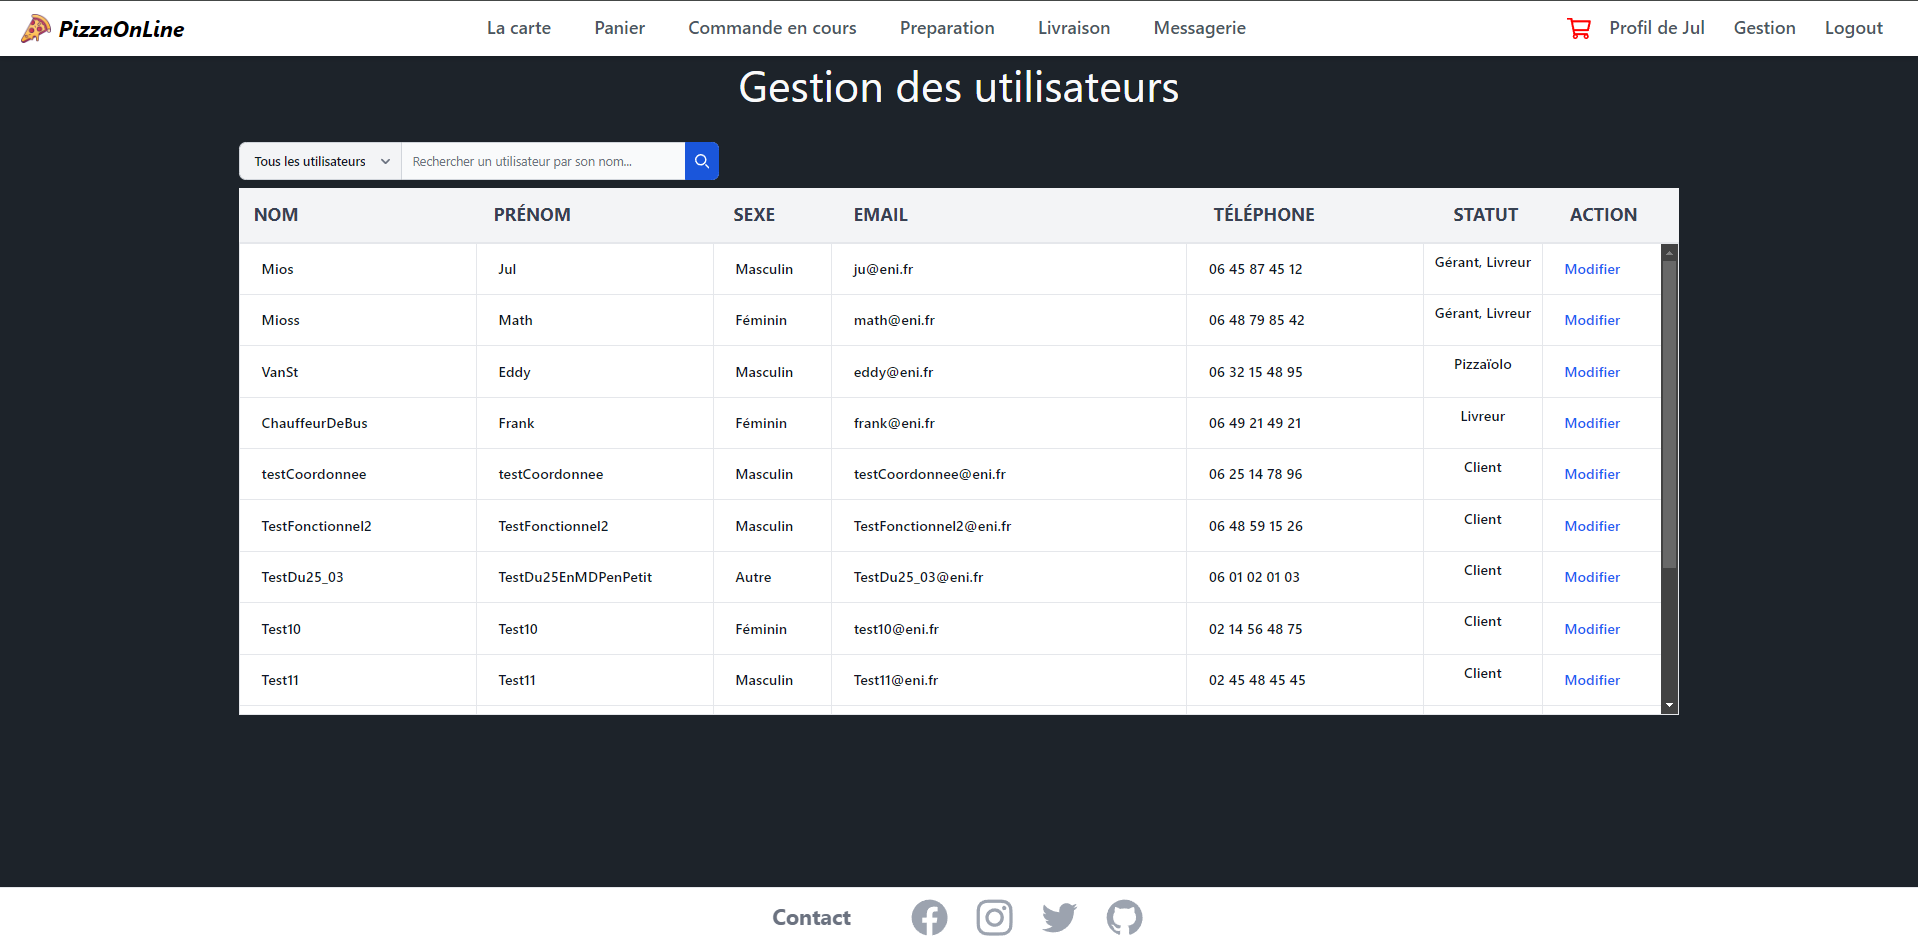 PizzaOnLine La carte Panier Commande en cours Preparation Livraison Messagerie Profil de Jul Gestion Logout
Gestion des utilisateurs
Tous les utilisateurs Rechercher un utilisateur par son nom...
NOM PRÉNOM SEXE EMAIL TÉLÉPHONE STATUT ACTION
Mios Jul Masculin ju@eni.fr 06 45 87 45 12 Gérant, Livreur Modifier
Mioss Math Féminin math@eni.fr 06 48 79 85 42 Gérant, Livreur Modifier
VanSt Eddy Masculin eddy@eni.fr 06 32 15 48 95 Pizzaïolo Modifier
ChauffeurDeBus Frank Féminin frank@eni.fr 06 49 21 49 21 Livreur Modifier
testCoordonnee testCoordonnee Masculin testCoordonnee@eni.fr 06 25 14 78 96 Client Modifier
TestFonctionnel2 TestFonctionnel2 Masculin TestFonctionnel2@eni.fr 06 48 59 15 26 Client Modifier
TestDu25_03 TestDu25EnMDPenPetit Autre TestDu25_03@eni.fr 06 01 02 01 03 Client Modifier
Test10 Test10 Féminin test10@eni.fr 02 14 56 48 75 Client Modifier
Test11 Test11 Masculin Test11@eni.fr 02 45 48 45 45 Client Modifier
Contact